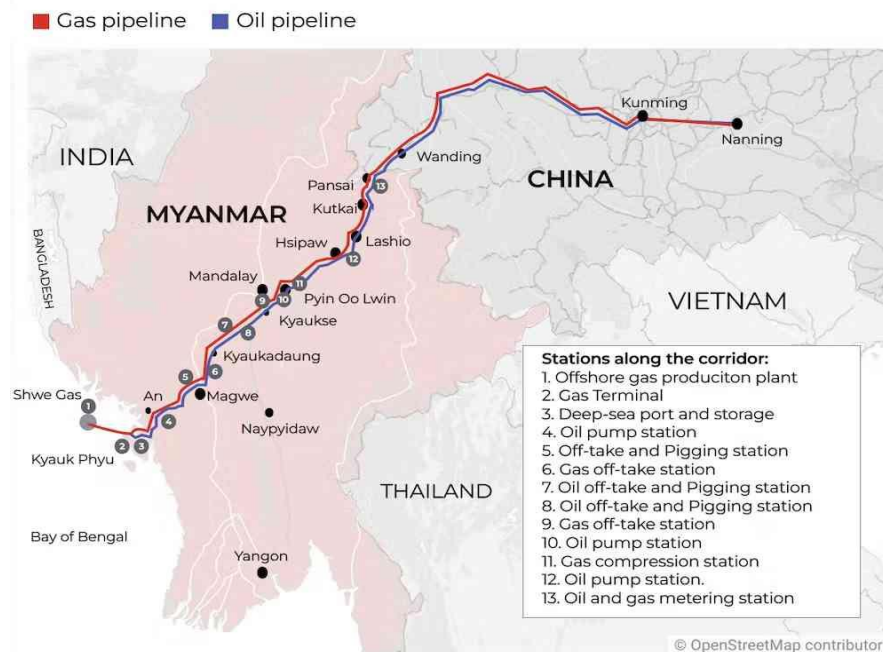 Gas pipeline
Oil pipeline
INDIA
Kunming
Nanning
Wanding
Pansai
13
CHINA
MYANMAR
Kutkai
BANGLADESH
Hsipaw
Lashio
12
Mandalay
11
9
10
Pyin Oo Lwin
VIETNAM
Kyaukse
7
8
Kyaukadaung
5
6
Shwe Gas
1
An
Magwe
4
Naypyidaw
2
3
Kyauk Phyu
THAILAND
Bay of Bengal
Yangon
Stations along the corridor:
1. Offshore gas produciton plant
2. Gas Terminal
3. Deep-sea port and storage
4. Oil pump station
5. Off-take and Pigging station
6. Gas off-take station
7. Oil off-take and Pigging station
8. Oil off-take and Pigging station
9. Gas off-take station
10. Oil pump station
11. Gas compression station
12. Oil pump station.
13. Oil and gas metering station
© OpenStreetMap contributor